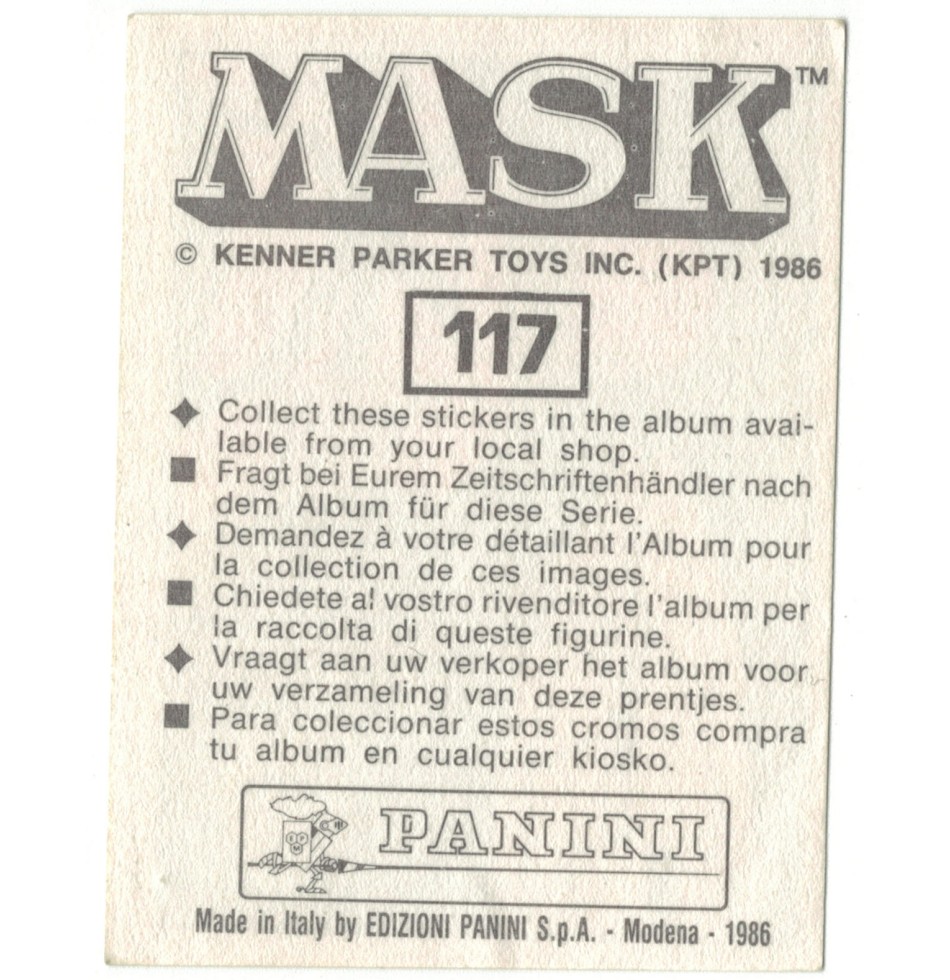 MASK™
© KENNER PARKER TOYS INC. (KPT) 1986
117
◆ Collect these stickers in the album avai-
lable from your local shop.
■ Fragt bei Eurem Zeitschriftenhändler nach
dem Album für diese Serie.
◆ Demandez à votre détaillant l'Album pour
la collection de ces images.
■ Chiedete al vostro rivenditore l'album per
la raccolta di queste figurine.
◆ Vraagt aan uw verkoper het album voor
uw verzameling van deze prentjes.
■ Para coleccionar estos cromos compra
tu album en cualquier kiosko.
PANINI
Made in Italy by EDIZIONI PANINI S.p.A. - Modena - 1986